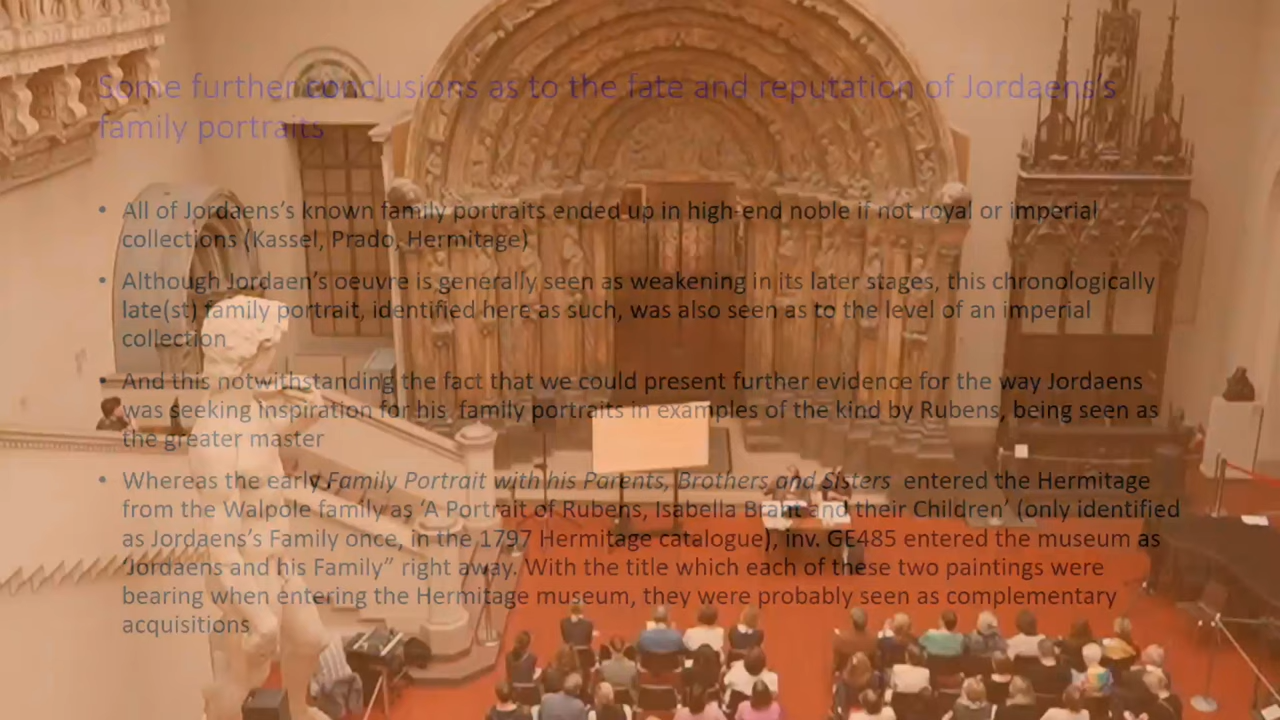 Some further conclusions as to the fate and reputation of Jordaens's
family portraits
• All of Jordaens's known family portraits ended up in high-end noble if not royal or imperial
collections (Kassel, Prado, Hermitage)
• Although Jordaen's oeuvre is generally seen as weakening in its later stages, this chronologically
late(st) family portrait, identified here as such, was also seen as to the level of an imperial
collection
• And this notwithstanding the fact that we could present further evidence for the way Jordaens
was seeking inspiration for his family portraits in examples of the kind by Rubens, being seen as
the greater master
• Whereas the early Family Portrait with his Parents, Brothers and Sisters entered the Hermitage
from the Walpole family as 'A Portrait of Rubens, Isabella Brant and their Children' (only identified
as Jordaens's Family once, in the 1797 Hermitage catalogue), inv. GE485 entered the museum as
'Jordaens and his Family" right away. With the title which each of these two paintings were
bearing when entering the Hermitage museum, they were probably seen as complementary
acquisitions